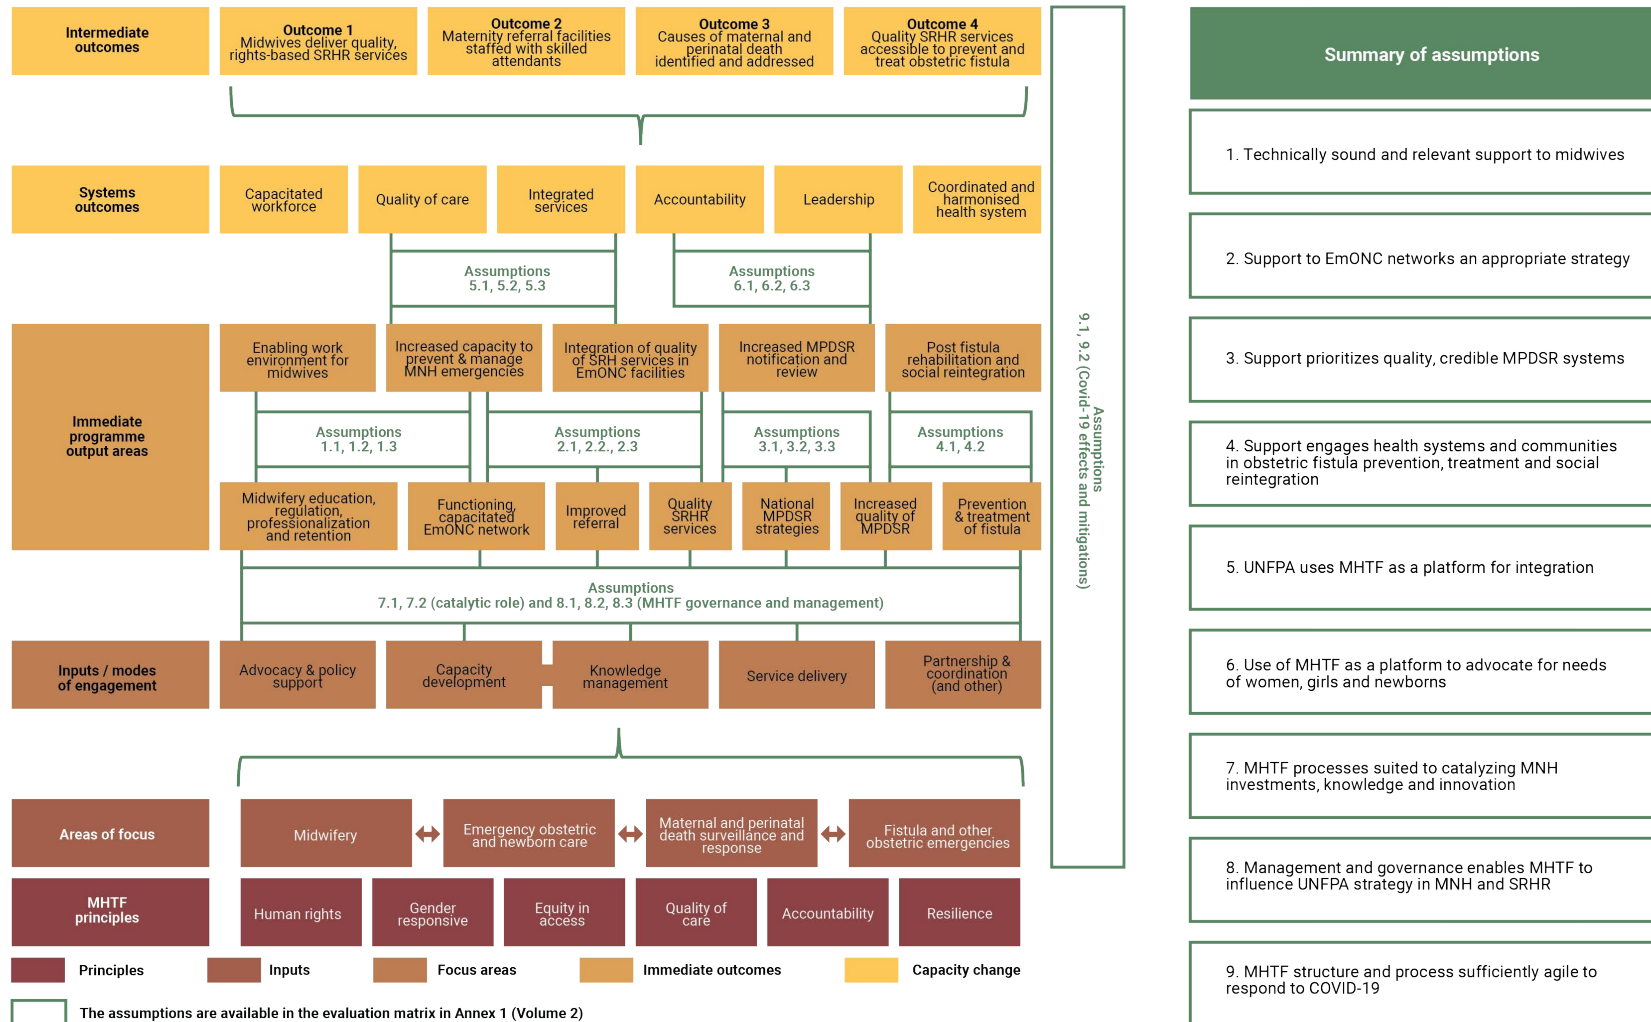 Intermediate
outcomes
Outcome 1
Midwives deliver quality,
rights-based SRHR services
Outcome 2
Maternity referral facilities
staffed with skilled
attendants
Outcome 3
Causes of maternal and
perinatal death
identified and addressed
Outcome 4
Quality SRHR services
accessible to prevent and
treat obstetric fistula
Systems
outcomes
Capacitated
workforce
Quality of care
Integrated
services
Accountability
Leadership
Coordinated and
harmonised
health system
Assumptions
5.1, 5.2, 5.3
Assumptions
6.1, 6.2, 6.3
Immediate
programme
output areas
Enabling work
environment for
midwives
Increased capacity to
prevent & manage
MNH emergencies
Integration of quality
of SRH services in
EmONC facilities
Increased MPDSR
notification and
review
Post fistula
rehabilitation and
social reintegration
Assumptions
1.1, 1.2, 1.3
Assumptions
2.1, 2.2., 2.3
Assumptions
3.1, 3.2, 3.3
Assumptions
4.1, 4.2
Midwifery education,
regulation,
professionalization
and retention
Functioning,
capacitated
EmONC network
Improved
referral
Quality
SRHR
services
National
MPDSR
strategies
Increased
quality of
MPDSR
Prevention
& treatment
of fistula
Assumptions
7.1, 7.2 (catalytic role) and 8.1, 8.2, 8.3 (MHTF governance and management)
Inputs / modes
of engagement
Advocacy & policy
support
Capacity
development
Knowledge
management
Service delivery
Partnership &
coordination
(and other)
Areas of focus
Midwifery
Emergency obstetric
and newborn care
Maternal and perinatal
death surveillance and
response
Fistula and other
obstetric emergencies
MHTF
principles
Human rights
Gender
responsive
Equity in
access
Quality of
care
Accountability
Resilience
Principles
Inputs
Focus areas
Immediate outcomes
Capacity change
The assumptions are available in the evaluation matrix in Annex 1 (Volume 2)
Assumptions
9.1, 9.2 (Covid-19 effects and mitigations)
Summary of assumptions
1. Technically sound and relevant support to midwives
2. Support to EmONC networks an appropriate strategy
3. Support prioritizes quality, credible MPDSR systems
4. Support engages health systems and communities
in obstetric fistula prevention, treatment and social
reintegration
5. UNFPA uses MHTF as a platform for integration
6. Use of MHTF as a platform to advocate for needs
of women, girls and newborns
7. MHTF processes suited to catalyzing MNH
investments, knowledge and innovation
8. Management and governance enables MHTF to
influence UNFPA strategy in MNH and SRHR
9. MHTF structure and process sufficiently agile to
respond to COVID-19